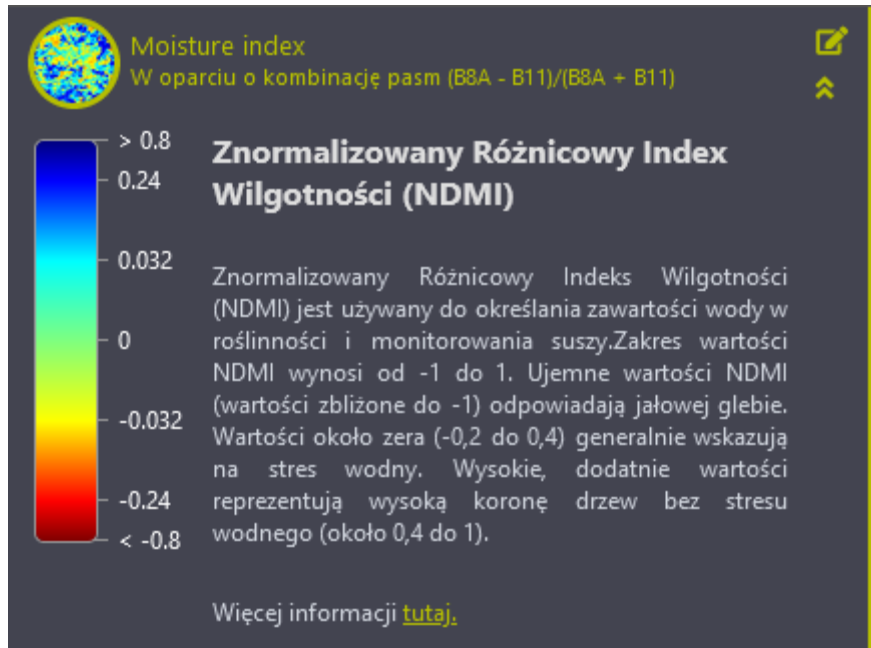 Moisture index
W oparciu o kombinację pasm (B8A - B11)/(B8A + B11)
> 0.8
0.24
0.032
0
-0.032
-0.24
< -0.8
Znormalizowany Różnicowy Index
Wilgotności (NDMI)
Znormalizowany Różnicowy Indeks Wilgotności
(NDMI) jest używany do określania zawartości wody w
roślinności i monitorowania suszy.Zakres wartości
NDMI wynosi od -1 do 1. Ujemne wartości NDMI
(wartości zbliżone do -1) odpowiadają jałowej glebie.
Wartości około zera (-0,2 do 0,4) generalnie wskazują
na stres wodny. Wysokie, dodatnie wartości
reprezentują wysoką koronę drzew bez stresu
wodnego (około 0,4 do 1).
Więcej informacji tutaj.